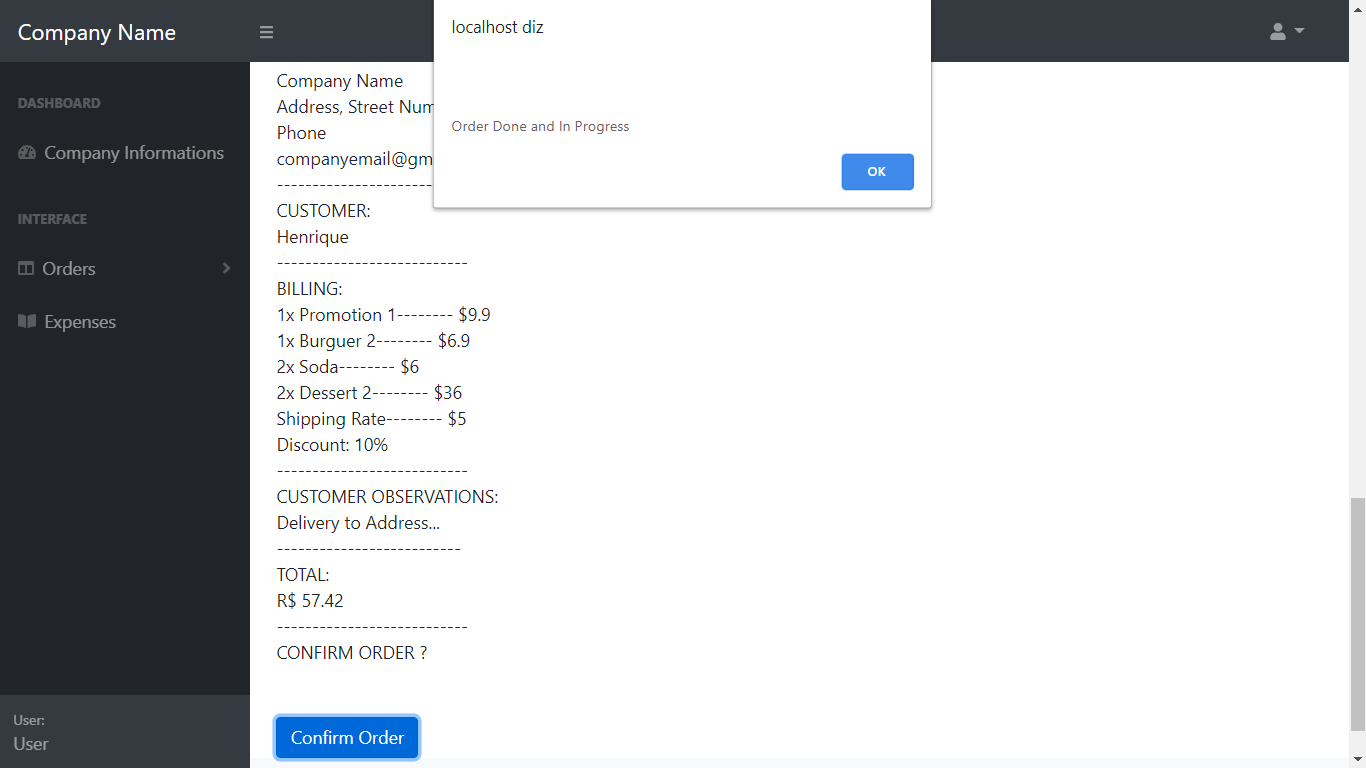 Company Name
localhost diz
Order Done and In Progress
OK
DASHBOARD
Company Informations
INTERFACE
Orders
Expenses
User:
User
Company Name
Address, Street Num
Phone
companyemail@gm
----------------------
CUSTOMER:
Henrique
---------------------------
BILLING:
1x Promotion 1-------- $9.9
1x Burguer 2-------- $6.9
2x Soda-------- $6
2x Dessert 2-------- $36
Shipping Rate-------- $5
Discount: 10%
---------------------------
CUSTOMER OBSERVATIONS:
Delivery to Address...
--------------------------
TOTAL:
R$ 57.42
---------------------------
CONFIRM ORDER ?
Confirm Order